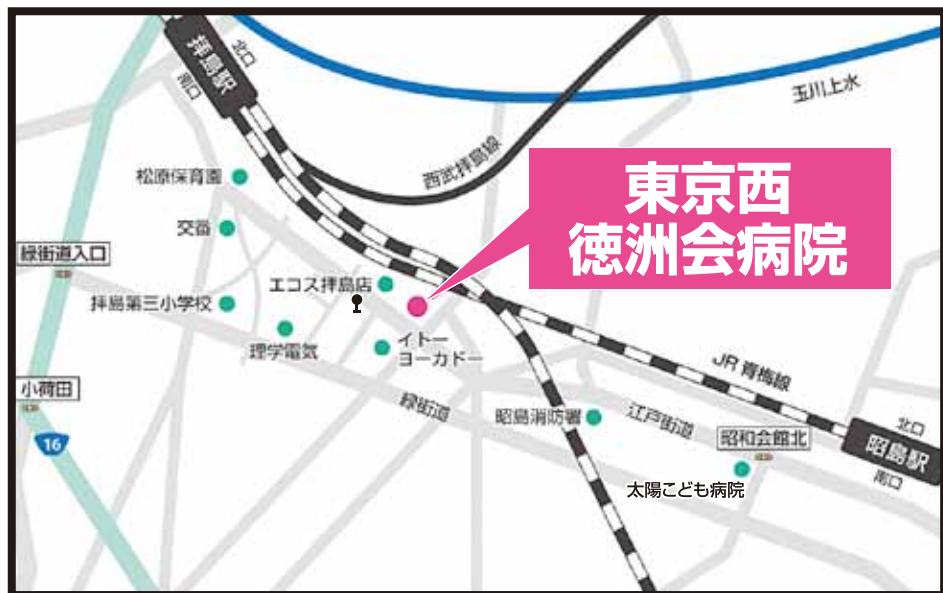 拝島駅
北口
南口
玉川上水
西武拝島線
東京西
徳洲会病院
松原保育園
交番
緑街道入口
エコス拝島店
拝島第三小学校
理学電気
イトー
ヨーカドー
JR 青梅線
小荷田
緑街道
昭島消防署
江戸街道
昭和会館北
北口
昭島駅
南口
16
太陽こども病院